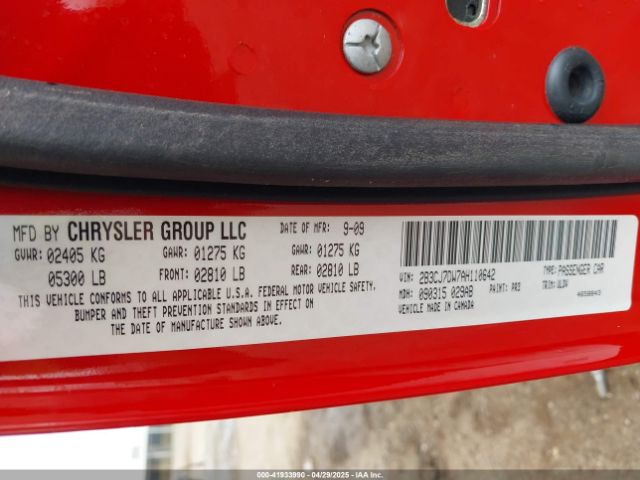 MFD BY CHRYSLER GROUP LLC DATE OF MFR: 9-09
GVWR: 02405 KG GAWR: 01275 KG GAWR: 01275 KG
05300 LB FRONT: 02810 LB REAR: 02810 LB
THIS VEHICLE CONFORMS TO ALL APPLICABLE U.S.A. FEDERAL MOTOR VEHICLE SAFETY,
BUMPER AND THEFT PREVENTION STANDARDS IN EFFECT ON
THE DATE OF MANUFACTURE SHOWN ABOVE.
VIN: 2B3CJ7DW7AH110642 TYPE: PASSENGER CAR
MDH: 090315 029AB PAINT: PR3 TRIM:
VEHICLE MADE IN CANADA
000-41933990 04/29/2025 IAA, Inc.